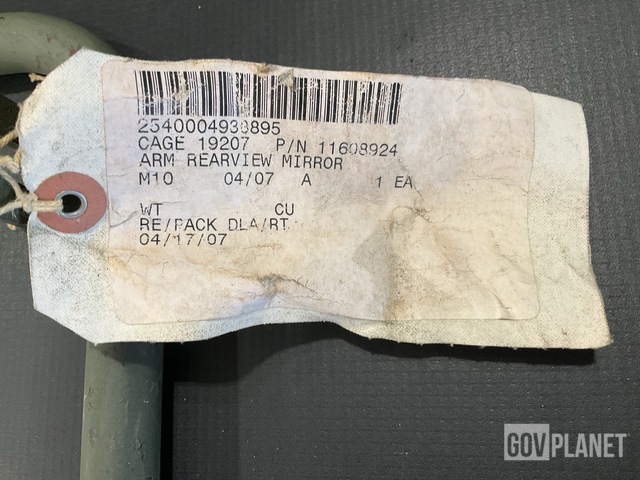 2540004938895
CAGE 19207 P/N 11608924
ARM REARVIEW MIRROR
M10 04/07 A 1 EA
WT CU
RE/PACK DLA/RT
04/17/07
GOVPLANET